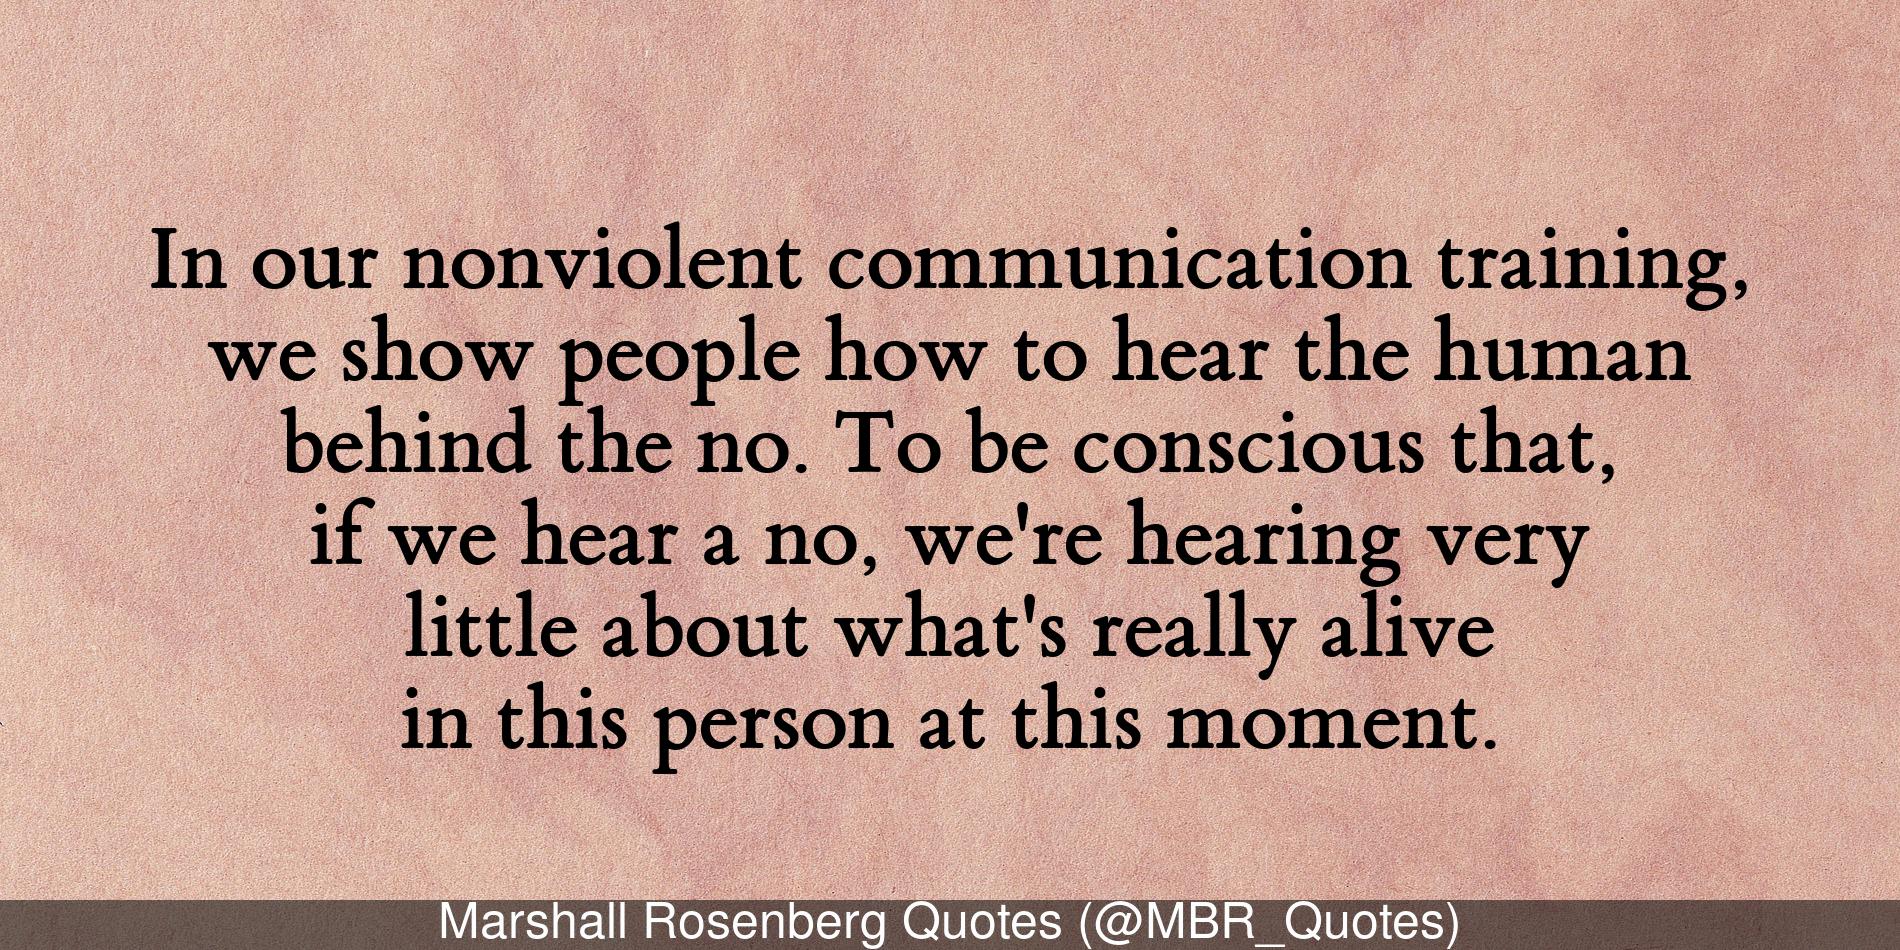 In our nonviolent communication training,
we show people how to hear the human
behind the no. To be conscious that,
if we hear a no, we're hearing very
little about what's really alive
in this person at this moment.
Marshall Rosenberg Quotes (@MBR_Quotes)